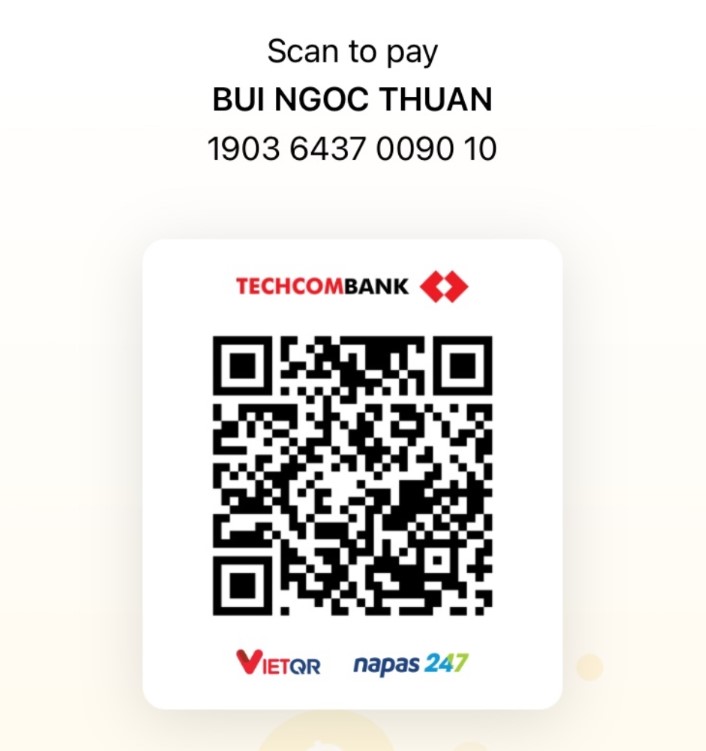 Scan to pay
BUI NGOC THUAN
1903 6437 0090 10
TECHCOMBANK
VIETQR napas 247